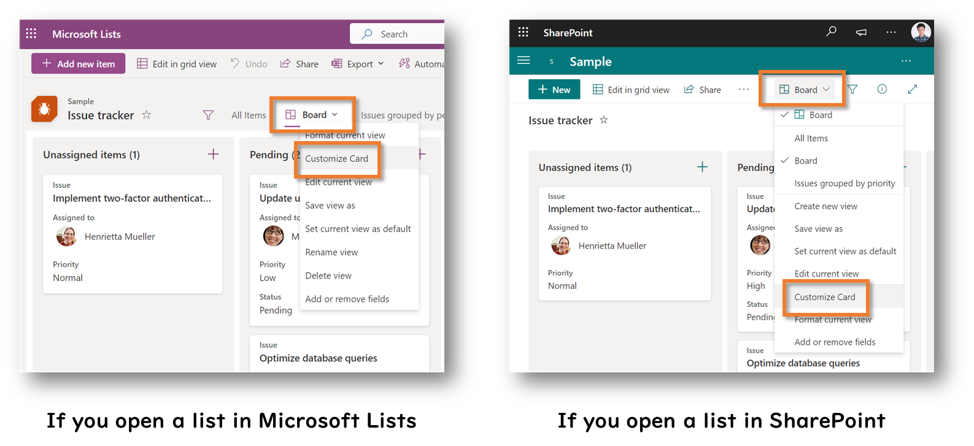 Microsoft Lists
Search
Add new item
Edit in grid view
Undo
Share
Export
Sample
Issue tracker
All Items
Board
Issues grouped by
Format current view
Customize Card
Edit current view
Save view as
Set current view as default
Rename view
Delete view
Add or remove fields
Unassigned items (1)
Issue
Implement two-factor authenticat...
Assigned to
Henrietta Mueller
Priority
Normal
Pending
Issue
Update
Assigned to
Priority
Low
Status
Pending
Issue
Optimize database queries
If you open a list in Microsoft Lists
SharePoint
S Sample
New
Edit in grid view
Share
...
Board
Issue tracker
Board
All Items
Board
Issues grouped by priority
Create new view
Save view as
Set current view as default
Edit current view
Customize Card
Format current view
Add or remove fields
Unassigned items (1)
Issue
Implement two-factor authenticat...
Assigned to
Henrietta Mueller
Priority
Normal
Pending
Issue
Update
Assigned
Priority
High
Status
Issue
Optimize database queries
If you open a list in SharePoint